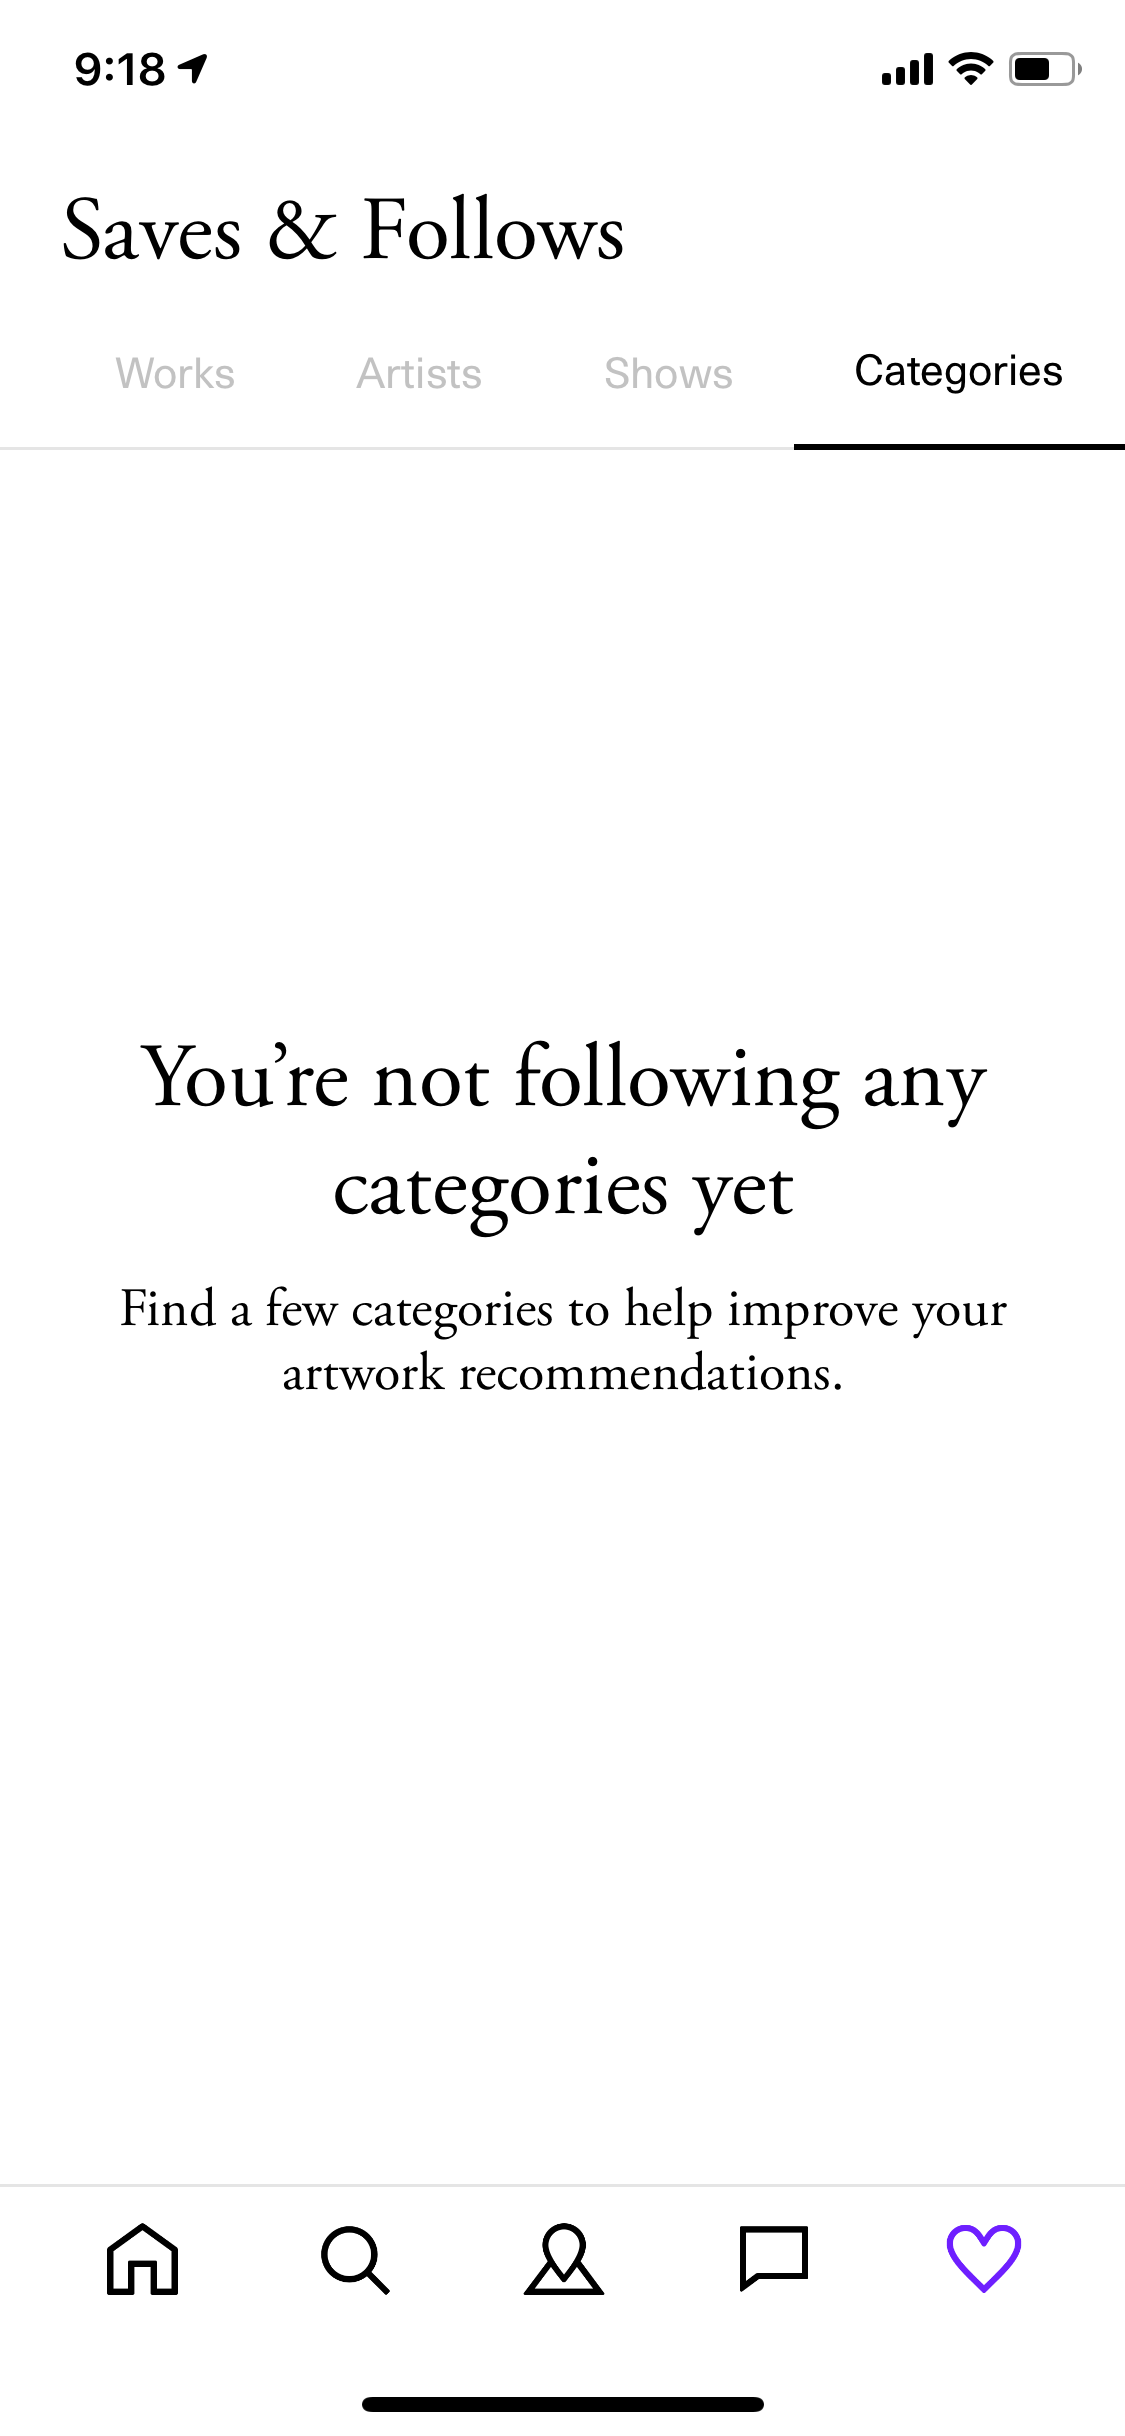 9:18
Saves & Follows
Works Artists Shows Categories
You’re not following any
categories yet
Find a few categories to help improve your
artwork recommendations.